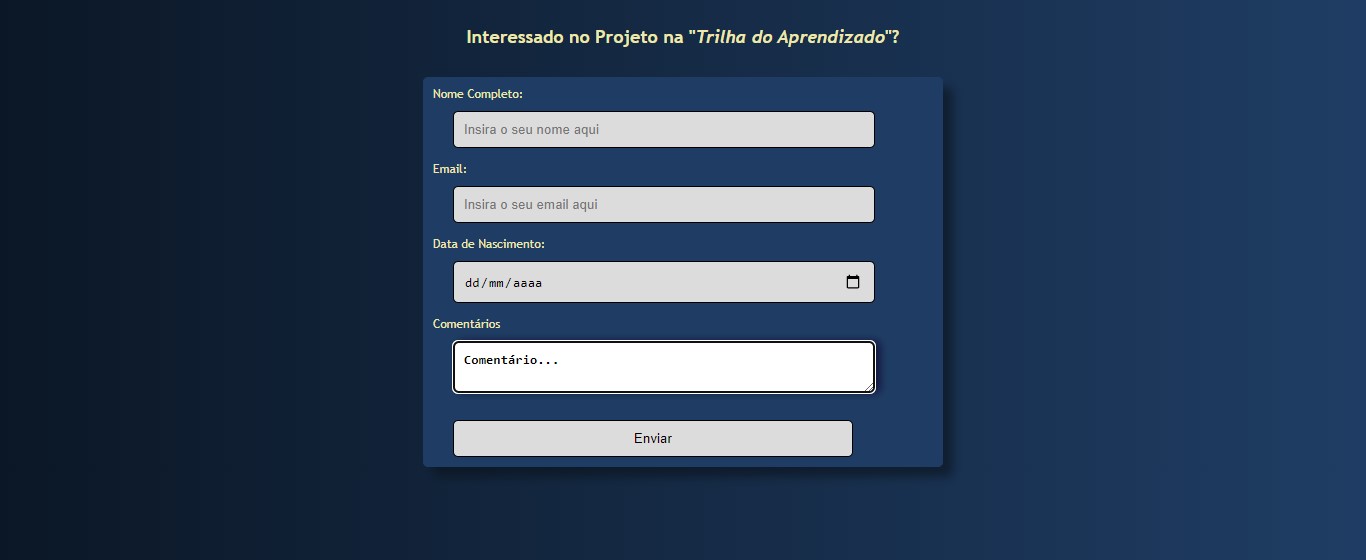 Interessado no Projeto na "Trilha do Aprendizado"?
Nome Completo:
Insira o seu nome aqui
Email:
Insira o seu email aqui
Data de Nascimento:
dd/mm/aaaa
Comentários
Comentário...
Enviar